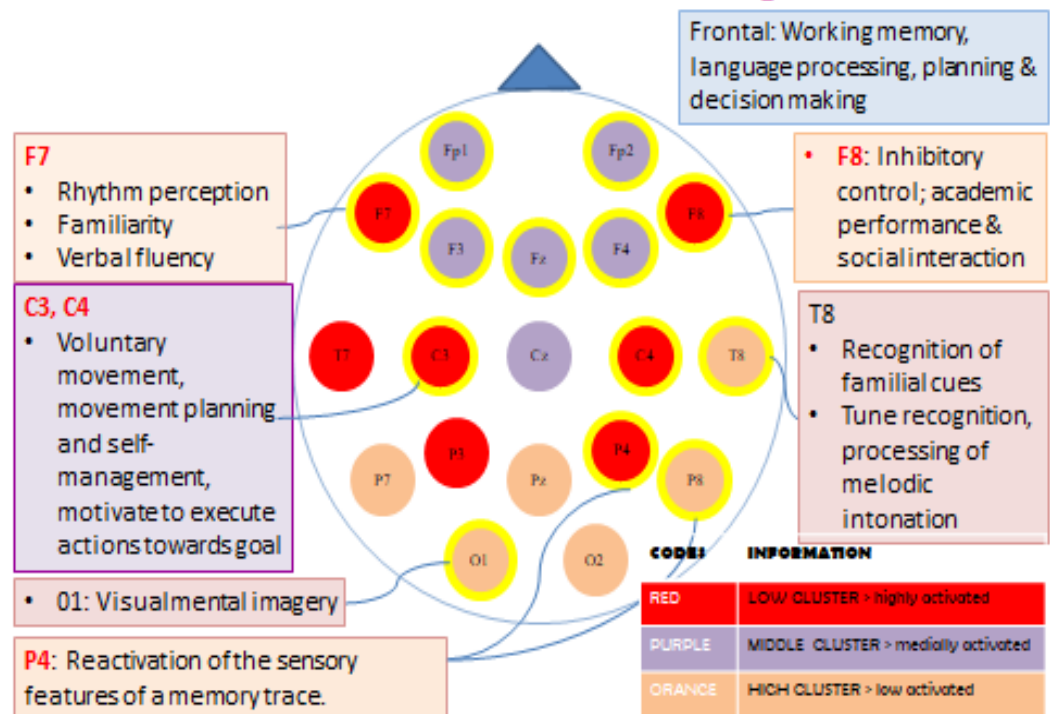 Frontal: Working memory,
language processing, planning &
decision making
F7
• Rhythm perception
• Familiarity
• Verbal fluency
• F8: Inhibitory
control; academic
performance &
social interaction
C3, C4
• Voluntary
movement,
movement planning
and self-
management,
motivate to execute
actions towards goal
T8
• Recognition of
familial cues
• Tune recognition,
processing of
melodic
intonation
• 01: Visual mental imagery
P4: Reactivation of the sensory
features of a memory trace.
Fp1 Fp2
F7 F8
F3 Fz F4
T7 C3 Cz C4 T8
P3 P4
P7 Pz P8
O1 O2
CODES INFORMATION
RED LOW CLUSTER > highly activated
PURPLE MIDDLE CLUSTER > medially activated
ORANGE HIGH CLUSTER > low activated